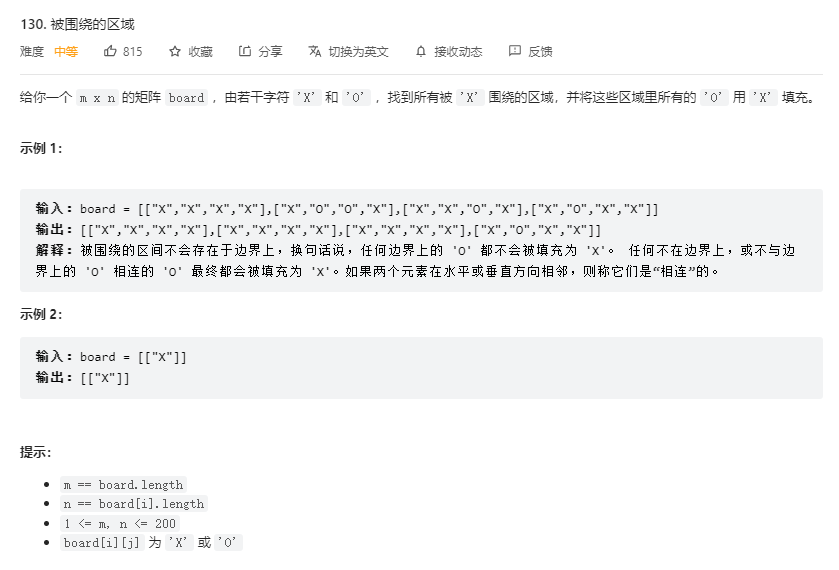 130. 被围绕的区域
难度 中等 815 收藏 分享 切换为英文 接收动态 反馈
给你一个 m x n 的矩阵 board ，由若干字符 'X' 和 'O' ，找到所有被 'X' 围绕的区域，并将这些区域里所有的 'O' 用 'X' 填充。
示例 1：
输入：board = [["X","X","X","X"],["X","O","O","X"],["X","X","O","X"],["X","O","X","X"]]
输出：[["X","X","X","X"],["X","X","X","X"],["X","X","X","X"],["X","O","X","X"]]
解释：被围绕的区间不会存在于边界上，换句话说，任何边界上的 'O' 都不会被填充为 'X'。 任何不在边界上，或不与边
界上的 'O' 相连的 'O' 最终都会被填充为 'X'。如果两个元素在水平或垂直方向相邻，则称它们是“相连”的。
示例 2：
输入：board = [["X"]]
输出：[["X"]]
提示：
m == board.length
n == board[i].length
1 <= m, n <= 200
board[i][j] 为 'X' 或 'O'